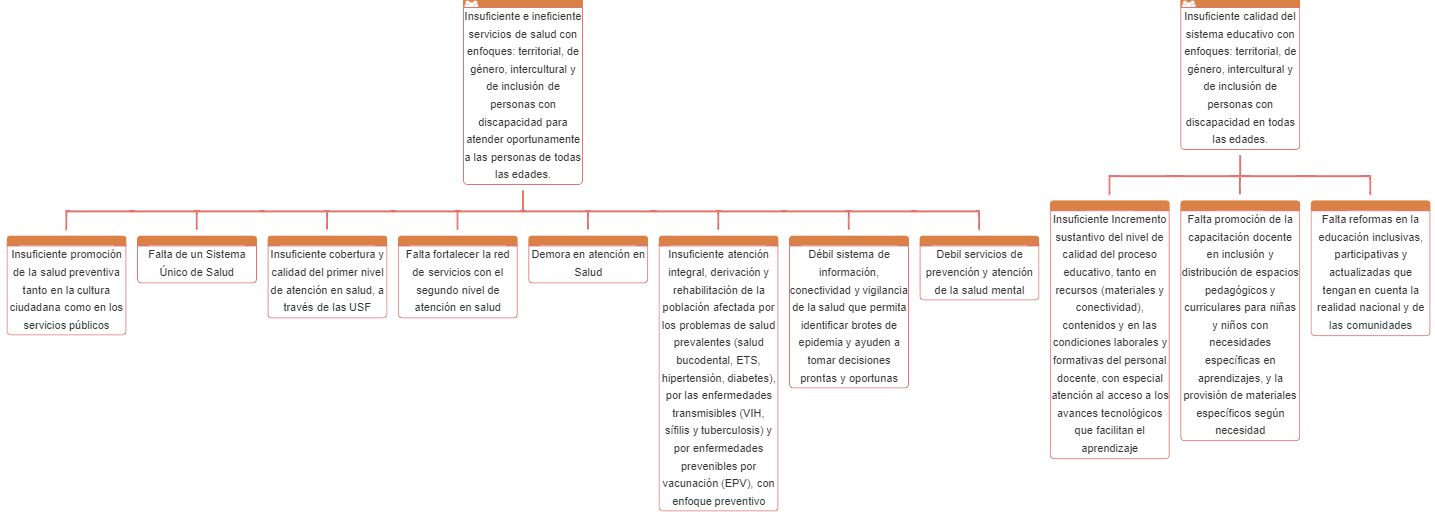 Insuficiente e ineficiente
servicios de salud con
enfoques: territorial, de
género, intercultural y
de inclusión de
personas con
discapacidad para
atender oportunamente
a las personas de todas
las edades.
Insuficiente calidad del
sistema educativo con
enfoques: territorial, de
género, intercultural y
de inclusión de
personas con
discapacidad en todas
las edades.
Insuficiente promoción
de la salud preventiva
tanto en la cultura
ciudadana como en los
servicios públicos
Falta de un Sistema
Único de Salud
Insuficiente cobertura y
calidad del primer nivel
de atención en salud, a
través de las USF
Falta fortalecer la red
de servicios con el
segundo nivel de
atención en salud
Demora en atención en
Salud
Insuficiente atención
integral, derivación y
rehabilitación de la
población afectada por
los problemas de salud
prevalentes (salud
bucodental, ETS,
hipertensión, diabetes),
por las enfermedades
transmisibles (VIH,
sífilis y tuberculosis) y
por enfermedades
prevenibles por
vacunación (EPV), con
enfoque preventivo
Débil sistema de
información,
conectividad y vigilancia
de la salud que permita
identificar brotes de
epidemia y ayuden a
tomar decisiones
prontas y oportunas
Debil servicios de
prevención y atención
de la salud mental
Insuficiente Incremento
sustantivo del nivel de
calidad del proceso
educativo, tanto en
recursos (materiales y
conectividad),
contenidos y en las
condiciones laborales y
formativas del personal
docente, con especial
atención al acceso a los
avances tecnológicos
que facilitan el
aprendizaje
Falta promoción de la
capacitación docente
en inclusión y
distribución de espacios
pedagógicos y
curriculares para niñas
y niños con
necesidades
específicas en
aprendizajes, y la
provisión de materiales
específicos según
necesidad
Falta reformas en la
educación inclusivas,
participativas y
actualizadas que
tengan en cuenta la
realidad nacional y de
las comunidades